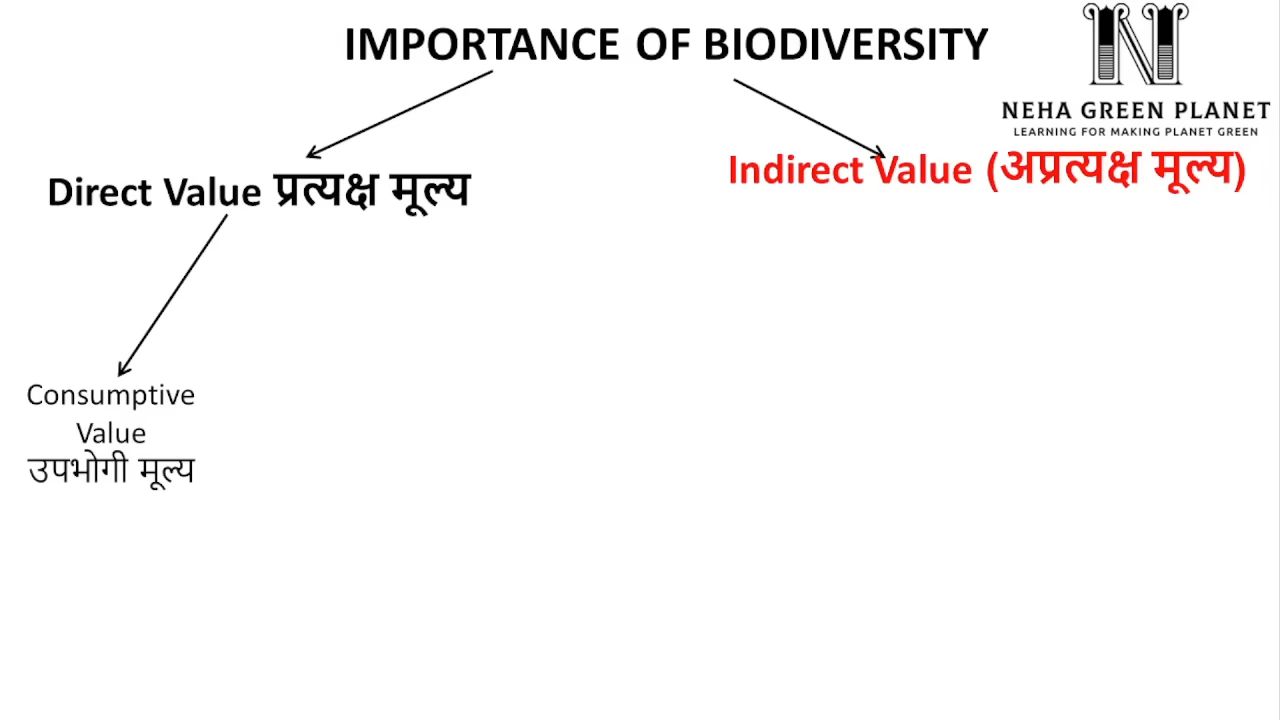 IMPORTANCE OF BIODIVERSITY
N
NEHA GREEN PLANET
LEARNING FOR MAKING PLANET GREEN
Direct Value प्रत्यक्ष मूल्य
Indirect Value (अप्रत्यक्ष मूल्य)
Consumptive
Value
उपभोगी मूल्य